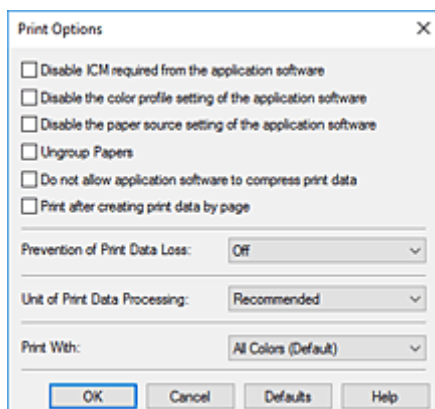 Print Options
Disable ICM required from the application software
Disable the color profile setting of the application software
Disable the paper source setting of the application software
Ungroup Papers
Do not allow application software to compress print data
Print after creating print data by page
Prevention of Print Data Loss: Off
Unit of Print Data Processing: Recommended
Print With: All Colors (Default)
OK Cancel Defaults Help